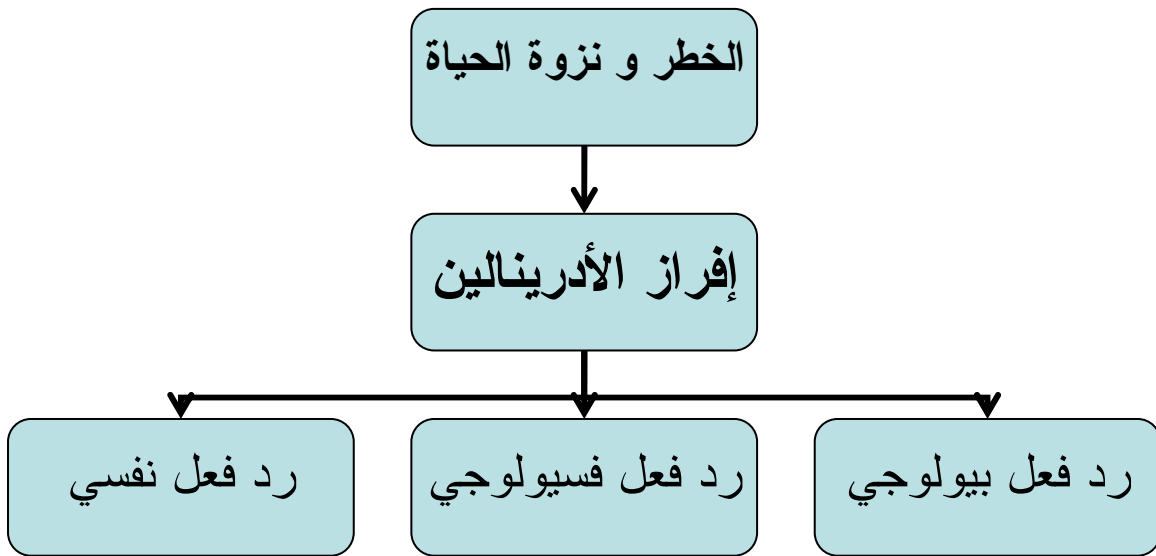 الخطر و نزوة الحياة
إفراز الأدرينالين
رد فعل بيولوجي
رد فعل فسيولوجي
رد فعل نفسي